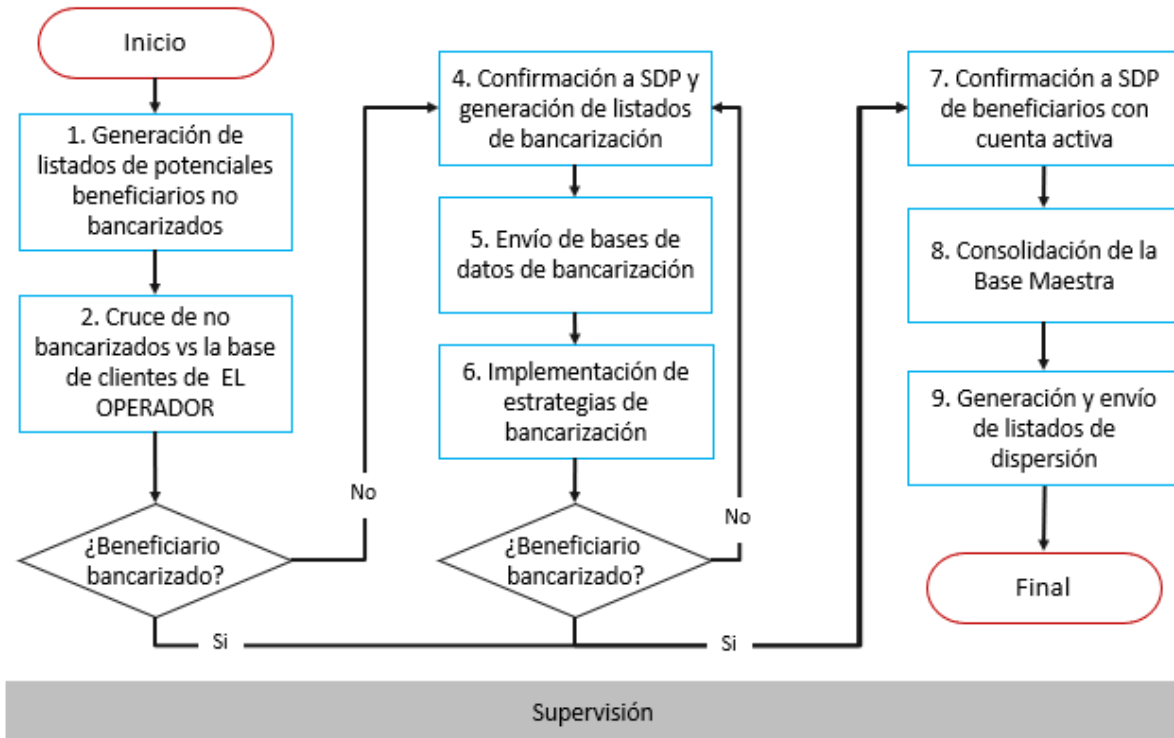 Inicio
1. Generación de
listados de potenciales
beneficiarios no
bancarizados
2. Cruce de no
bancarizados vs la base
de clientes de EL
OPERADOR
¿Beneficiario
bancarizado?
No
Si
4. Confirmación a SDP y
generación de listados
de bancarización
5. Envío de bases de
datos de bancarización
6. Implementación de
estrategias de
bancarización
¿Beneficiario
bancarizado?
No
Si
7. Confirmación a SDP
de beneficiarios con
cuenta activa
8. Consolidación de la
Base Maestra
9. Generación y envío
de listados de
dispersión
Final
Supervisión